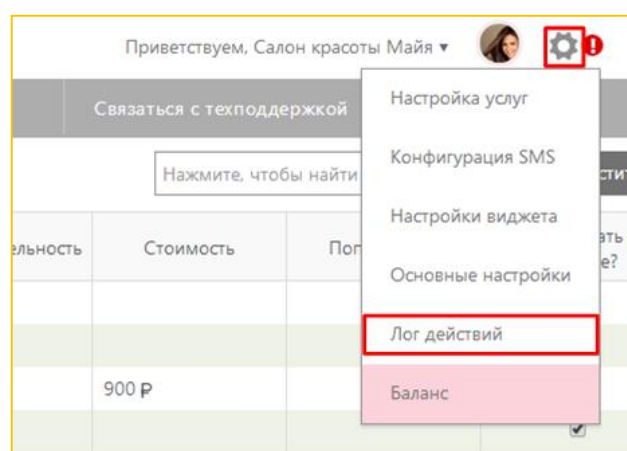 Приветствуем, Салон красоты Майя ▾
Связаться с техподдержкой
Настройка услуг
Конфигурация SMS
Нажмите, чтобы найти
Настройки виджета
Стоимость
Основные настройки
Лог действий
900 ₽
Баланс